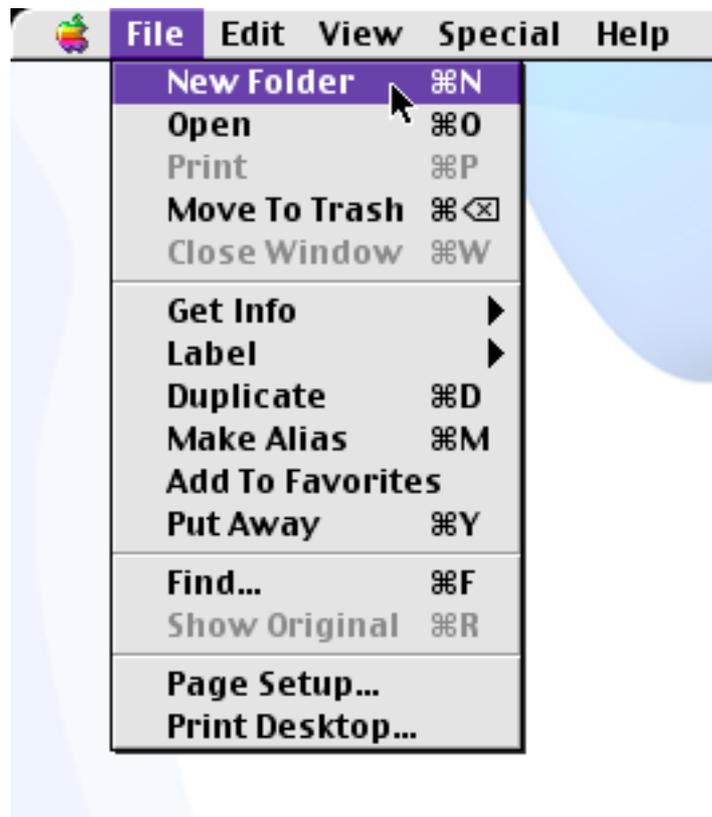 File Edit View Special Help
New Folder ⌘N
Open ⌘O
Print ⌘P
Move To Trash ⌘⌫
Close Window ⌘W
Get Info
Label
Duplicate ⌘D
Make Alias ⌘M
Add To Favorites
Put Away ⌘Y
Find... ⌘F
Show Original ⌘R
Page Setup...
Print Desktop...